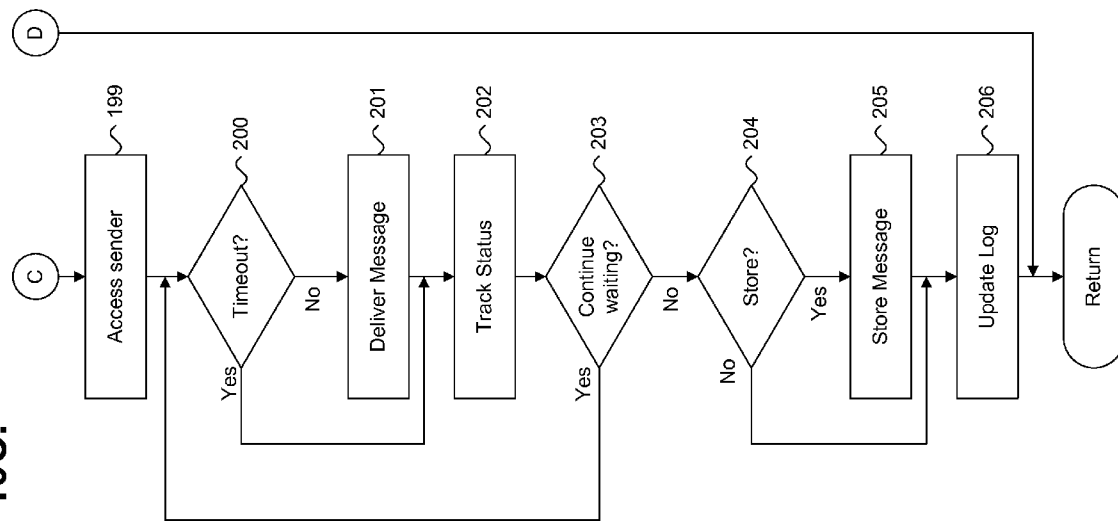 C
D
Access sender
199
Timeout?
200
Yes
No
Deliver Message
201
Track Status
202
Continue
waiting?
203
Yes
No
Store?
204
No
Yes
Store Message
205
Update Log
206
Return